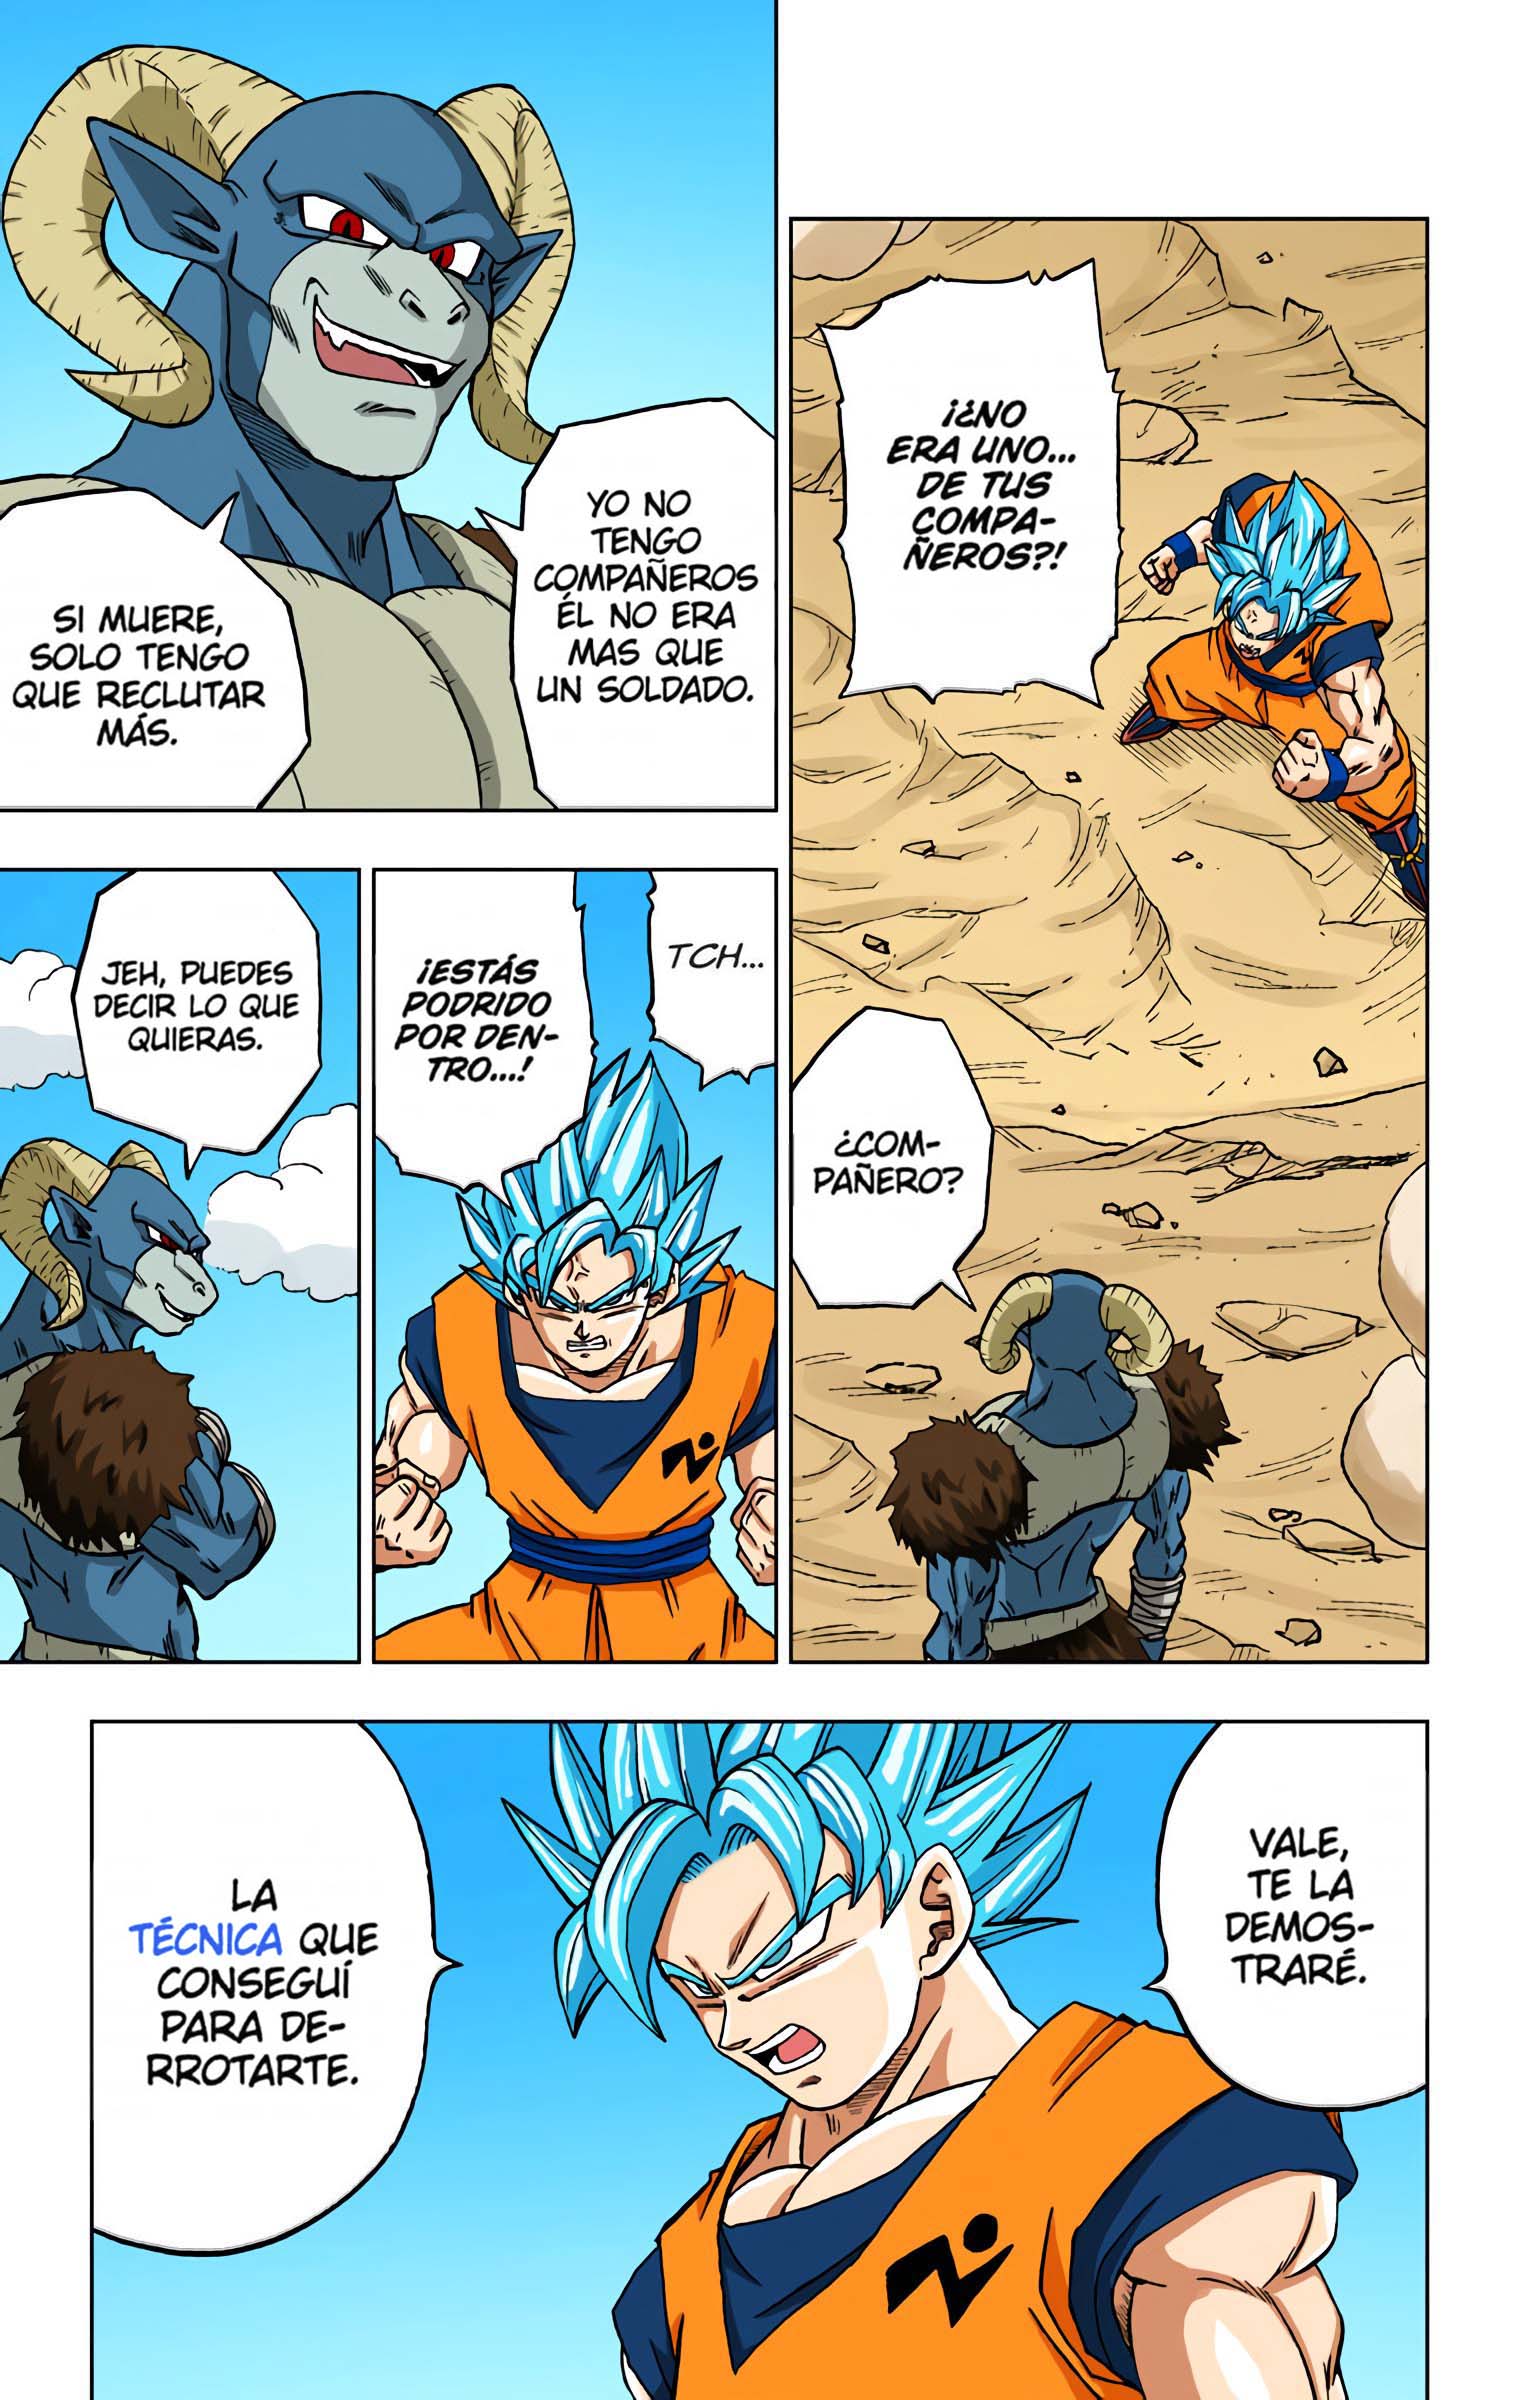 ¡¿NO
ERA UNO...
DE TUS
COMPA-
ÑEROS?!
¿COM-
PAÑERO?
YO NO
TENGO
COMPAÑEROS
ÉL NO ERA
MAS QUE
UN SOLDADO.
SI MUERE,
SOLO TENGO
QUE RECLUTAR
MÁS.
TCH...
¡ESTÁS
PODRIDO
POR DEN-
TRO...!
JEH, PUEDES
DECIR LO QUE
QUIERAS.
VALE,
TE LA
DEMOS-
TRARÉ.
LA
TÉCNICA QUE
CONSEGUÍ
PARA DE-
RROTARTE.